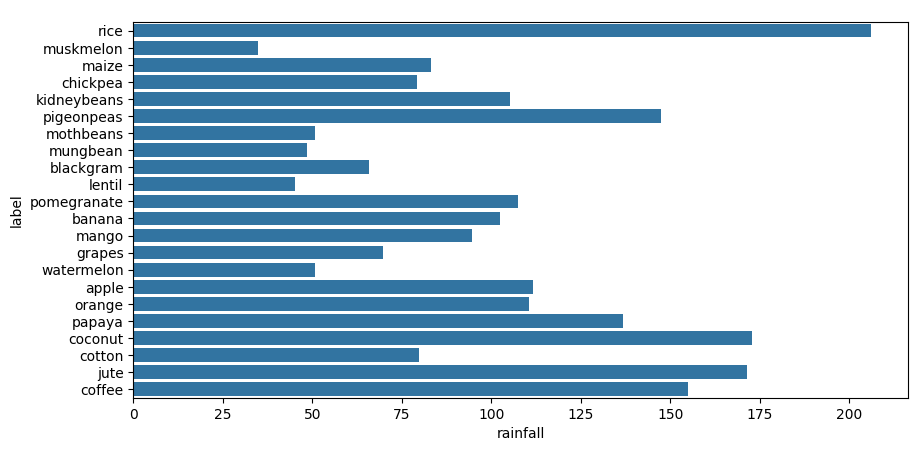 rice
muskmelon
maize
chickpea
kidneybeans
pigeonpeas
mothbeans
mungbean
blackgram
lentil
pomegranate
banana
mango
grapes
watermelon
apple
orange
papaya
coconut
cotton
jute
coffee
label
0 25 50 75 100 125 150 175 200
rainfall